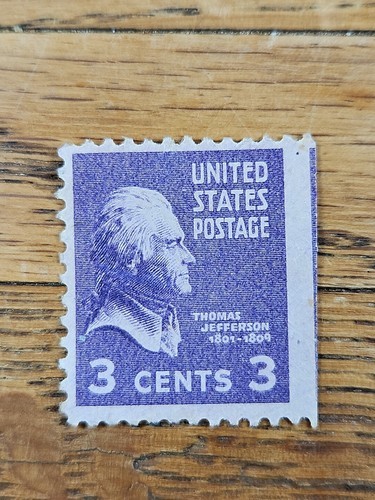 UNITED
STATES
POSTAGE
THOMAS
JEFFERSON
1801-1809
3 CENTS 3